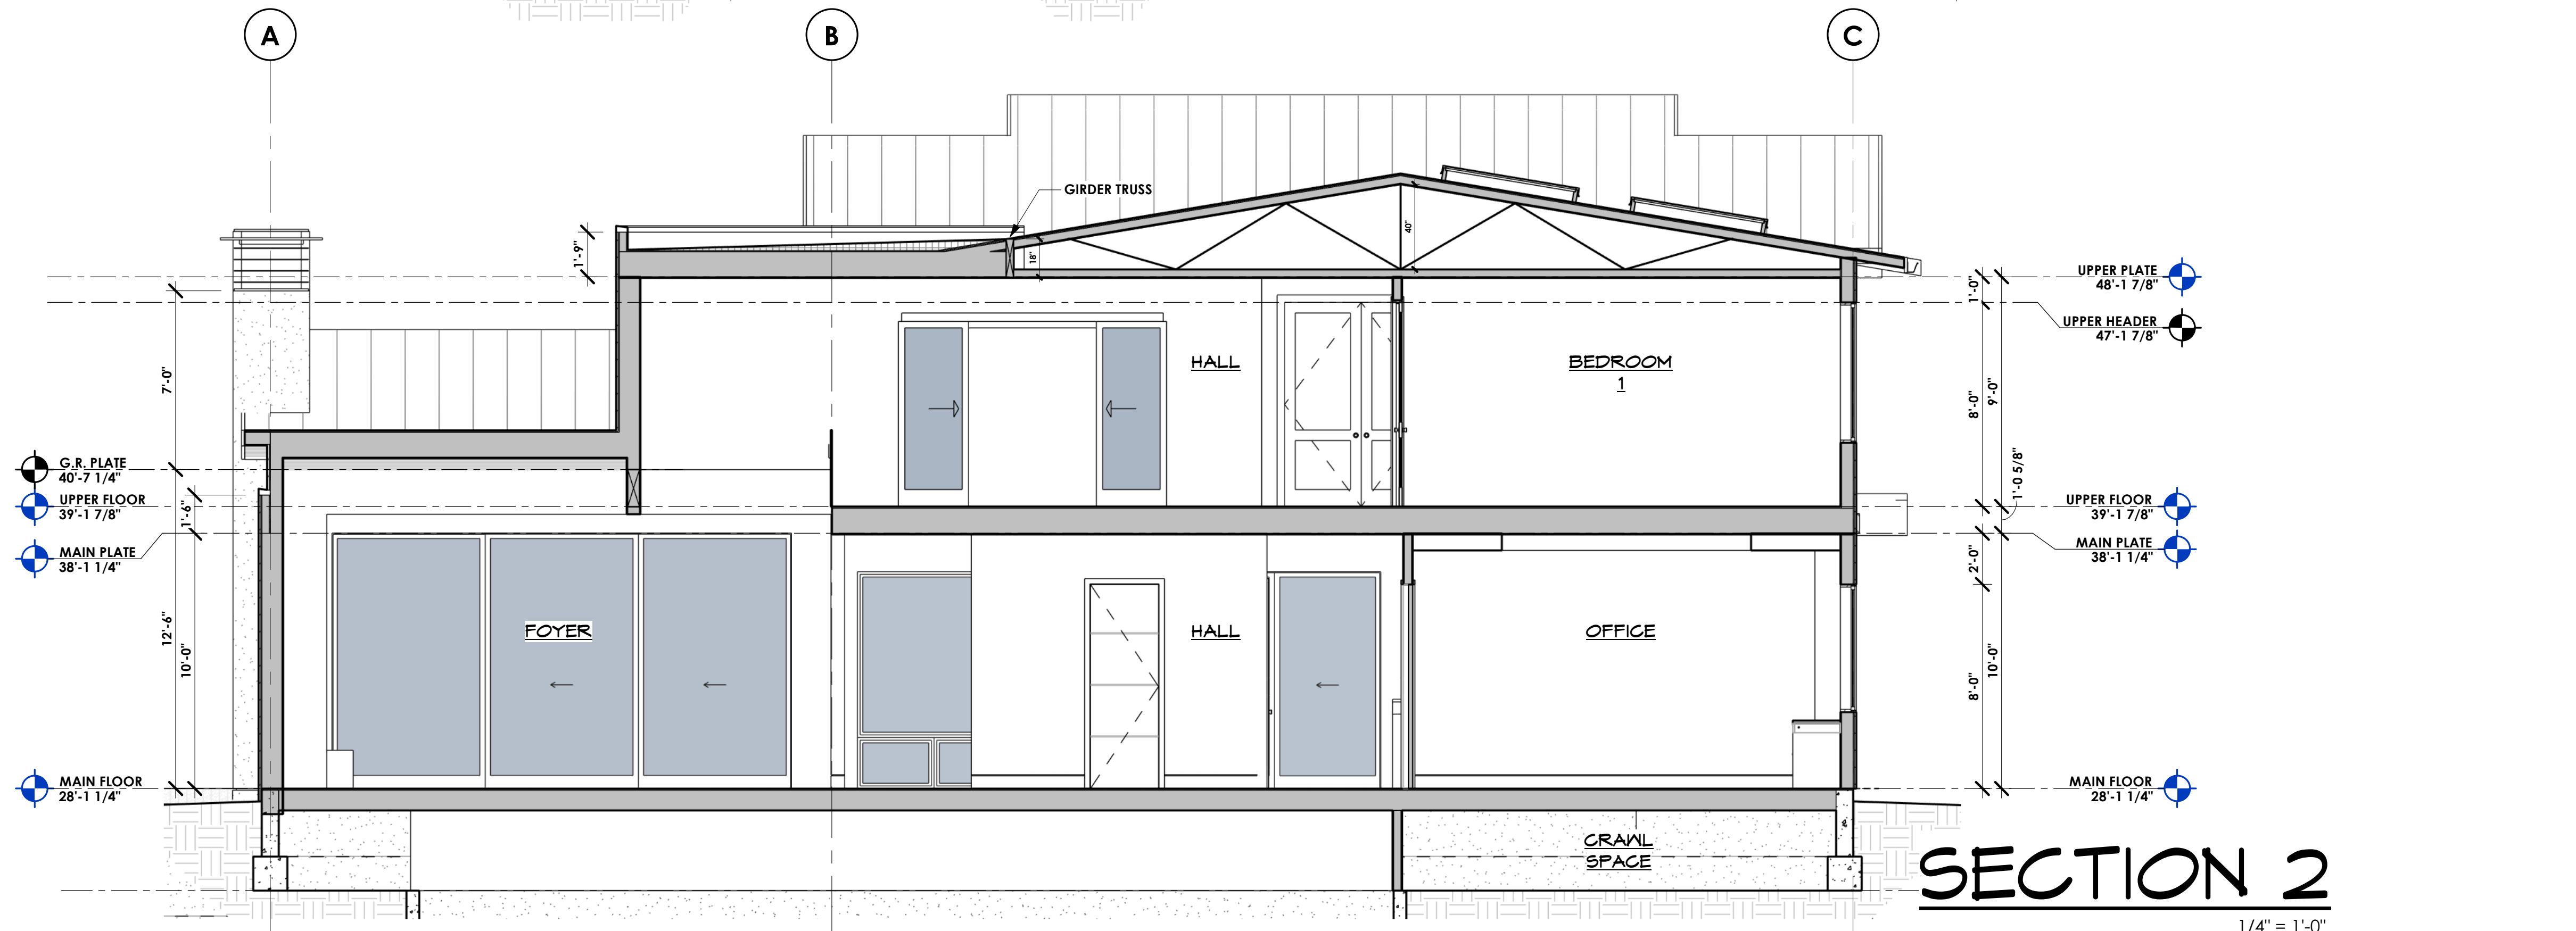 A
B
C
GIRDER TRUSS
1'-9"
18"
40"
UPPER PLATE
48'-1 7/8"
1'-0"
UPPER HEADER
47'-1 7/8"
7'-0"
HALL
BEDROOM
1
8'-0"
9'-0"
G.R. PLATE
40'-7 1/4"
UPPER FLOOR
39'-1 7/8"
1'-6"
1'-0 5/8"
UPPER FLOOR
39'-1 7/8"
MAIN PLATE
38'-1 1/4"
MAIN PLATE
38'-1 1/4"
2'-0"
12'-6"
10'-0"
FOYER
HALL
OFFICE
8'-0"
10'-0"
MAIN FLOOR
28'-1 1/4"
MAIN FLOOR
28'-1 1/4"
CRAWL
SPACE
SECTION 2
1/4" = 1'-0"